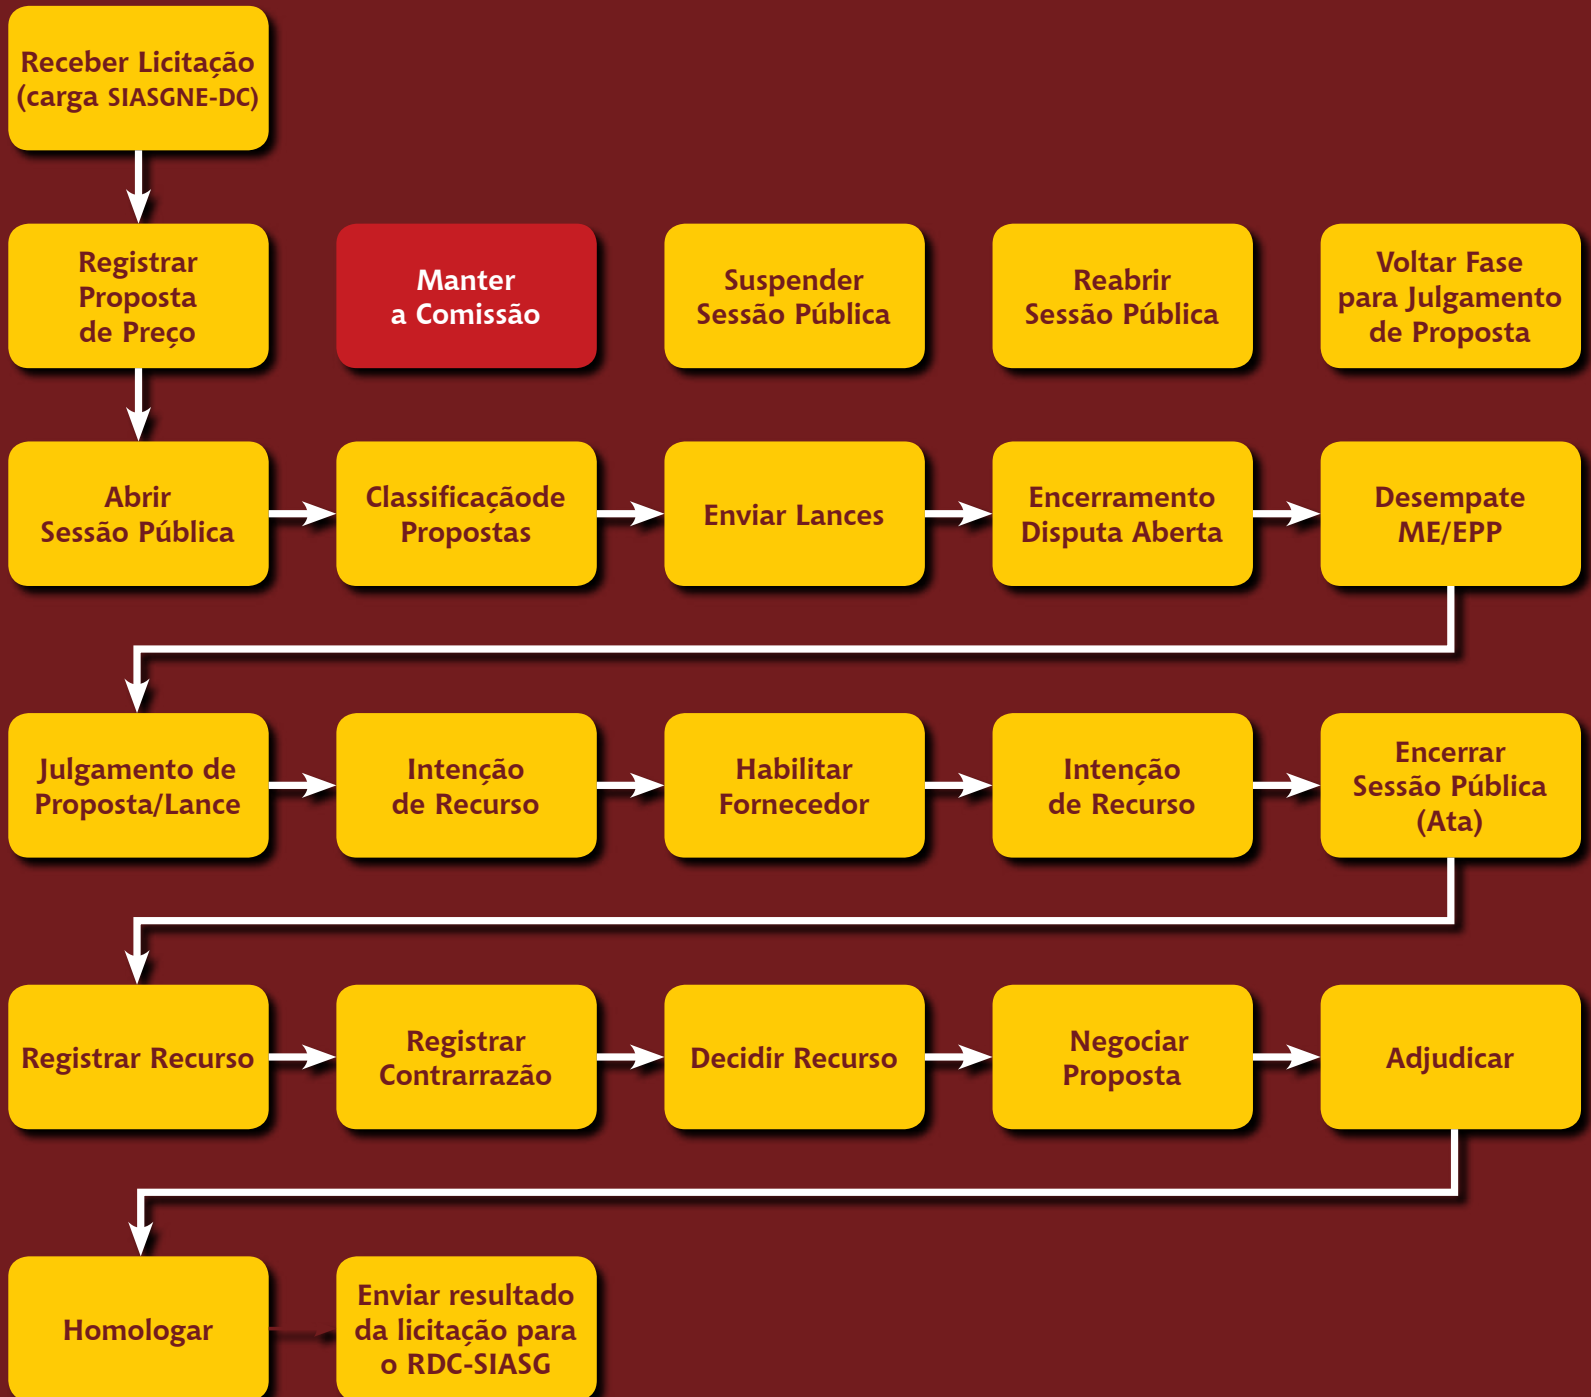 Receber Licitação
(carga SIASGNE-DC)
Registrar
Proposta
de Preço
Manter
a Comissão
Suspender
Sessão Pública
Reabrir
Sessão Pública
Voltar Fase
para Julgamento
de Proposta
Abrir
Sessão Pública
Classificaçãode
Propostas
Enviar Lances
Encerramento
Disputa Aberta
Desempate
ME/EPP
Julgamento de
Proposta/Lance
Intenção
de Recurso
Habilitar
Fornecedor
Intenção
de Recurso
Encerrar
Sessão Pública
(Ata)
Registrar Recurso
Registrar
Contrarrazão
Decidir Recurso
Negociar
Proposta
Adjudicar
Homologar
Enviar resultado
da licitação para
o RDC-SIASG